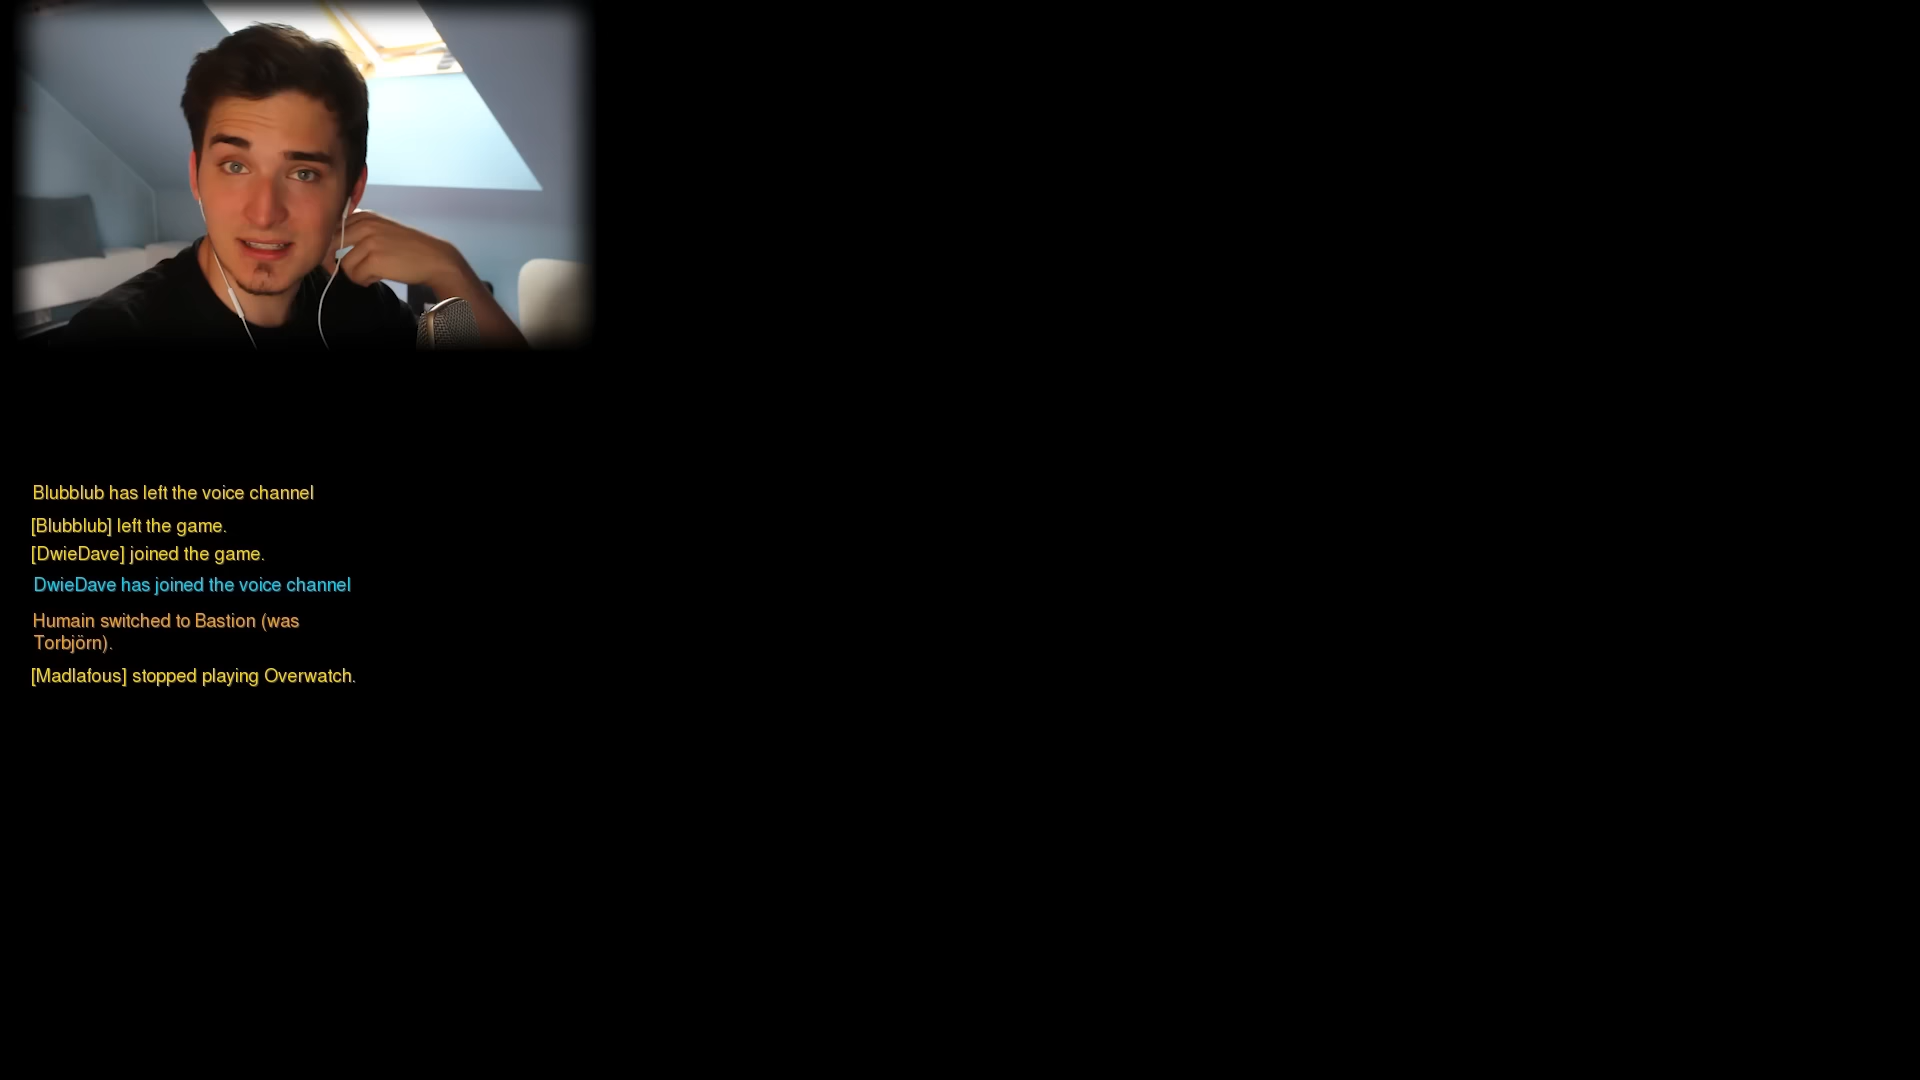 Blubblub has left the voice channel
[Blubblub] left the game.
[DwieDave] joined the game.
DwieDave has joined the voice channel
Humain switched to Bastion (was
Torbjörn).
[Madlafous] stopped playing Overwatch.